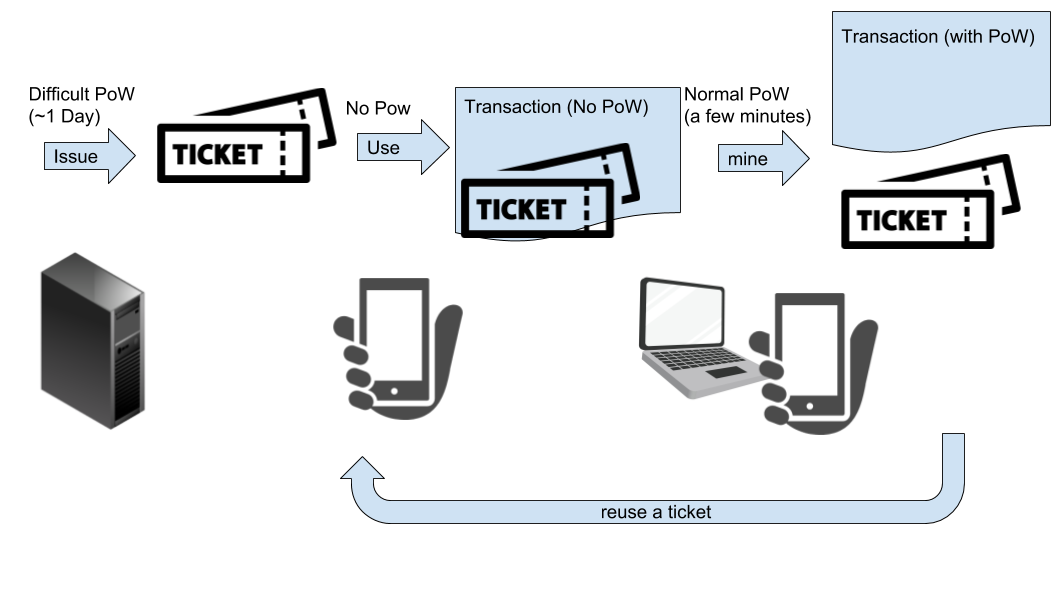 Transaction (with PoW)
Difficult PoW
(~1 Day)
Issue
TICKET
No Pow
Use
Transaction (No PoW)
TICKET
Normal PoW
(a few minutes)
mine
TICKET
reuse a ticket